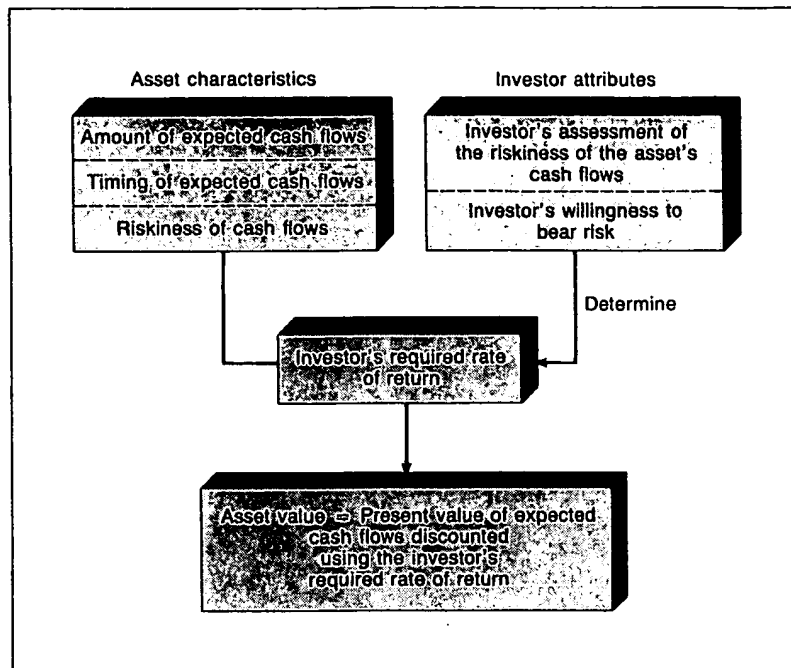 Asset characteristics
Amount of expected cash flows
Timing of expected cash flows
Riskiness of cash flows
Investor attributes
Investor's assessment of
the riskiness of the asset's
cash flows
Investor's willingness to
bear risk
Determine
Investor's required rate
of return
Asset value = Present value of expected
cash flows discounted
using the investor's
required rate of return